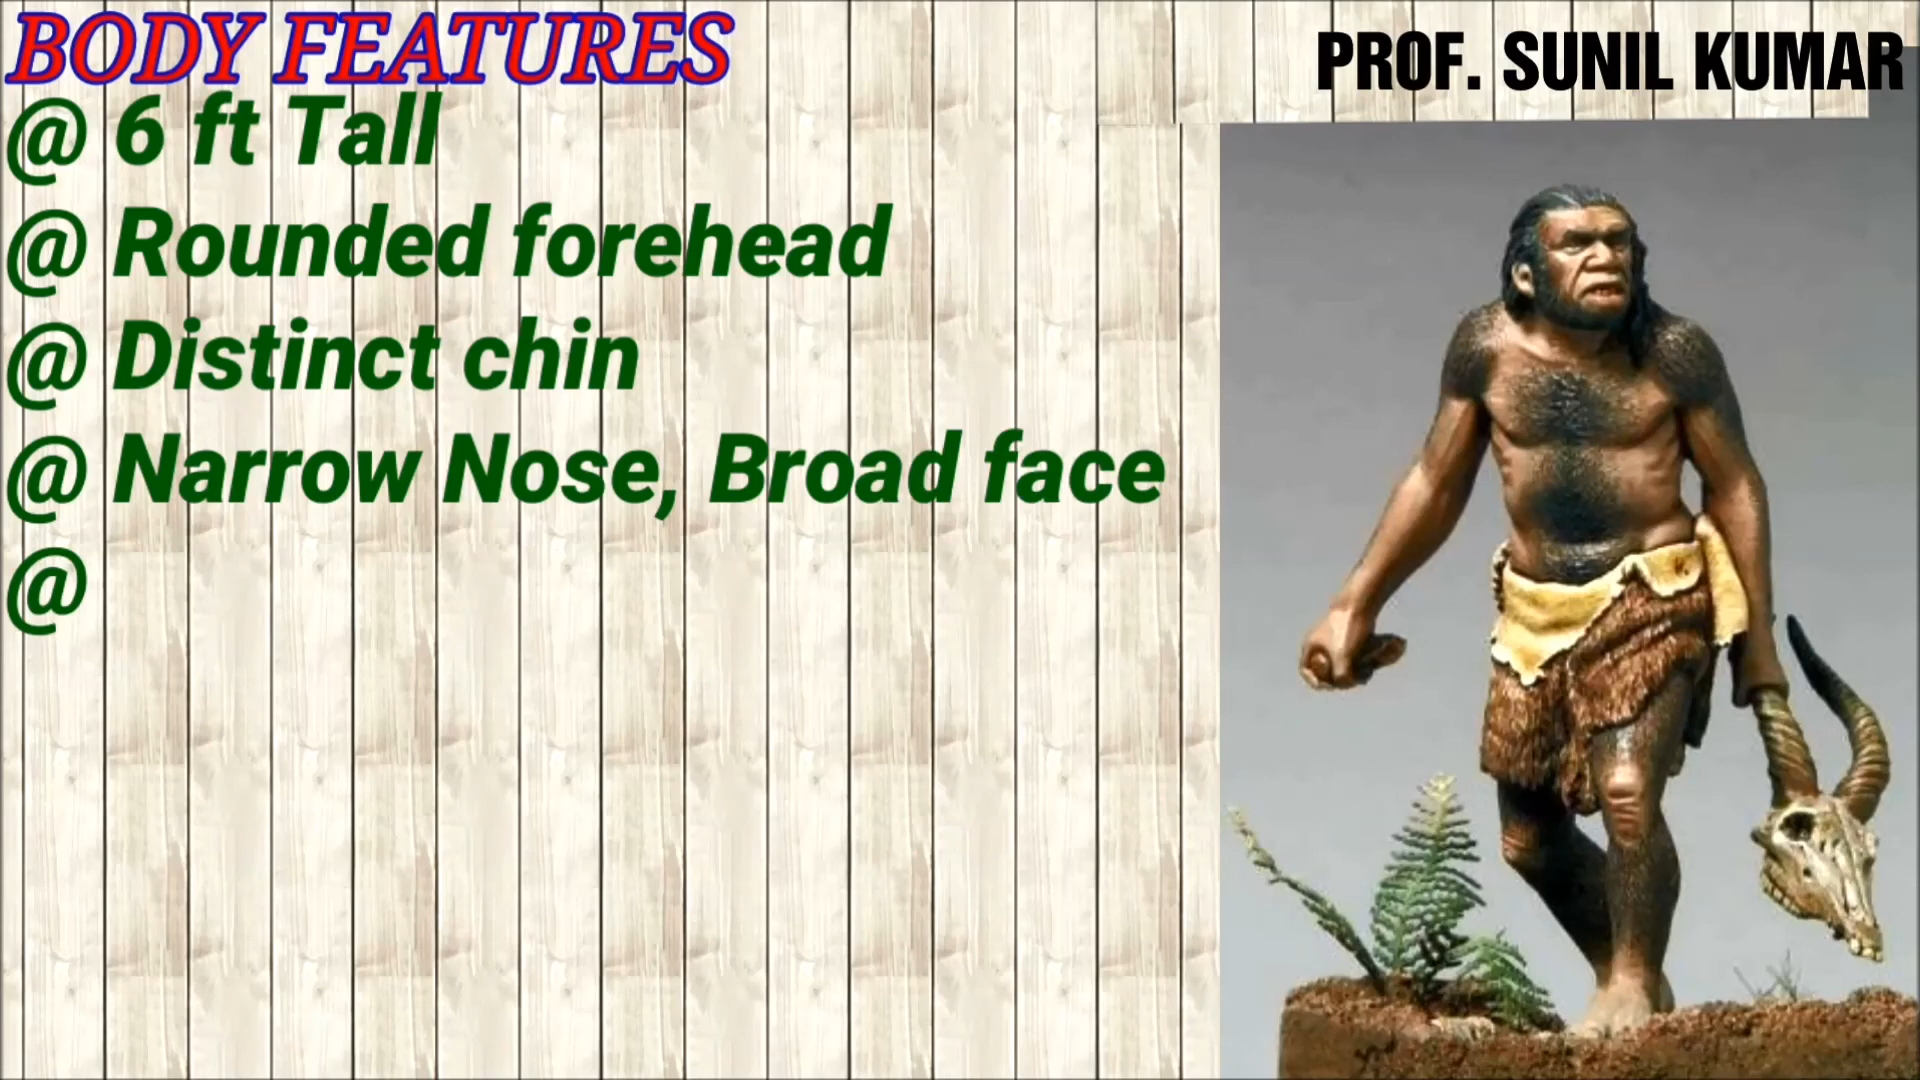 BODY FEATURES
PROF. SUNIL KUMAR
@ 6 ft Tall
@ Rounded forehead
@ Distinct chin
@ Narrow Nose, Broad face
@